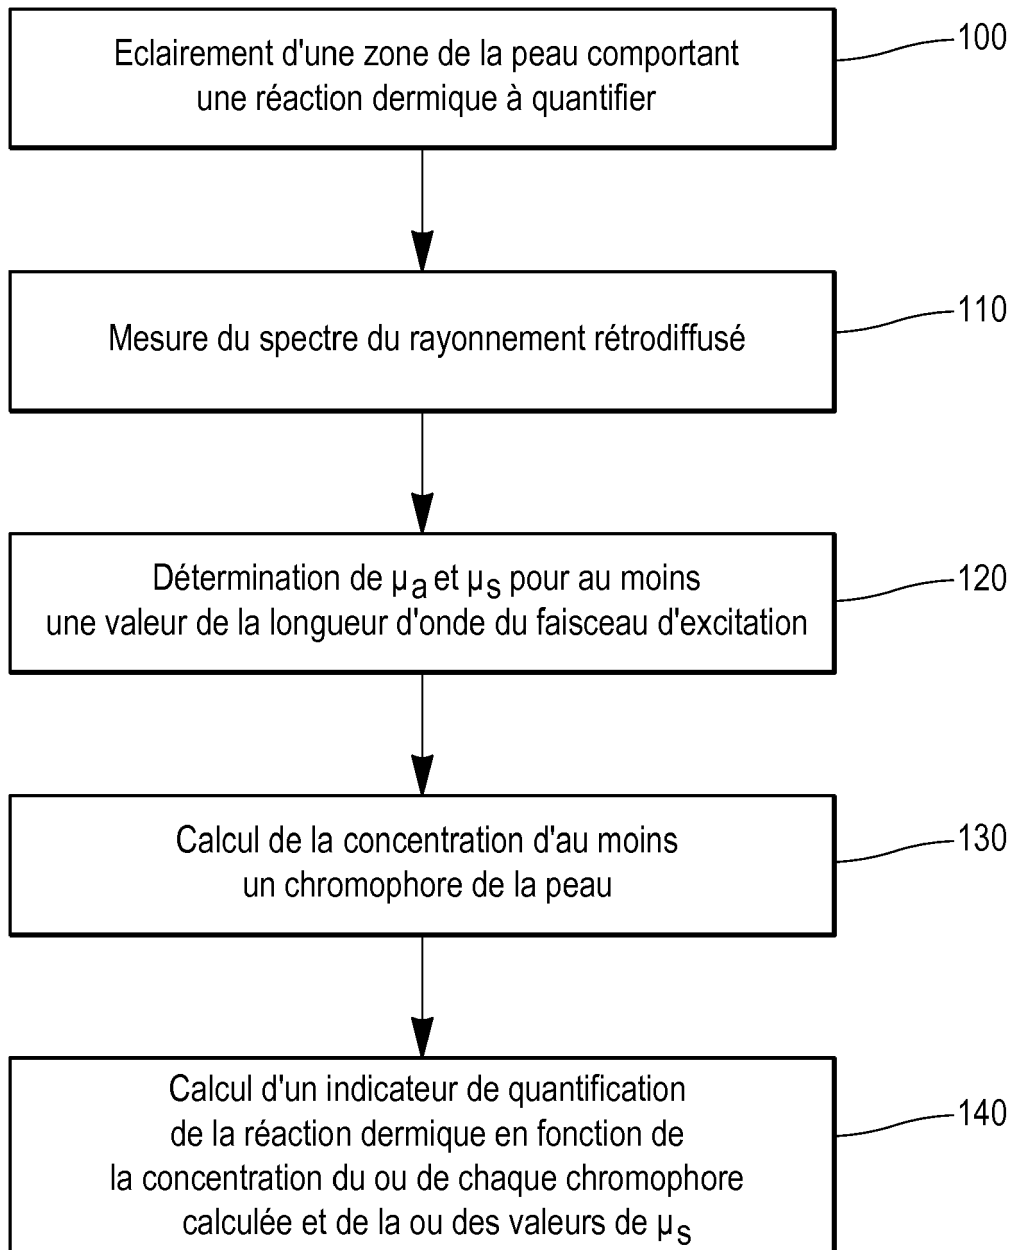 Eclairement d'une zone de la peau comportant
une réaction dermique à quantifier
100
Mesure du spectre du rayonnement rétrodiffusé
110
Détermination de μa et μs pour au moins
une valeur de la longueur d'onde du faisceau d'excitation
120
Calcul de la concentration d'au moins
un chromophore de la peau
130
Calcul d'un indicateur de quantification
de la réaction dermique en fonction de
la concentration du ou de chaque chromophore
calculée et de la ou des valeurs de μs
140